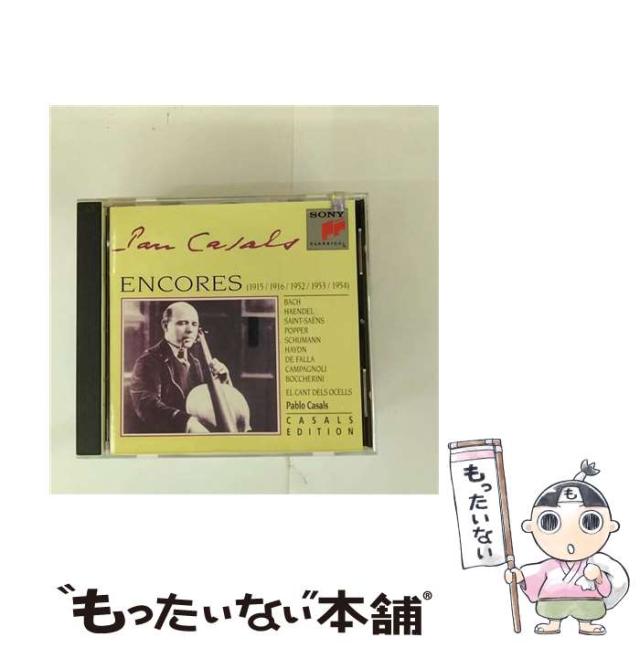 Pau Casals
SONY
CLASSICAL
ENCORES (1915 / 1916 / 1952 / 1953 / 1954)
BACH
HAENDEL
SAINT-SAËNS
POPPER
SCHUMANN
HAYDN
DE FALLA
CAMPAGNOLI
BOCCHERINI
EL CANT DELS OCELLS
Pablo Casals
CASALS
EDITION
も
もったいない
"もったいない"本舗®